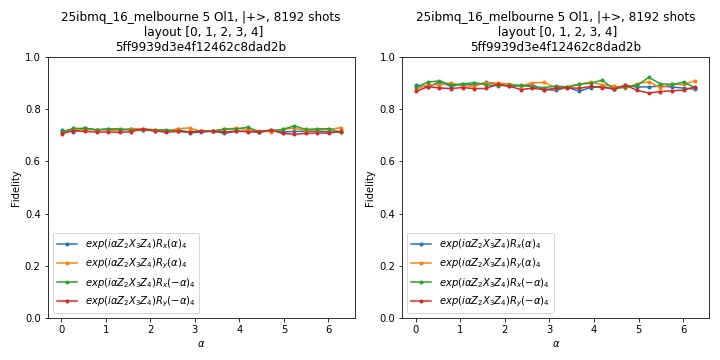 25ibmq_16_melbourne 5 Ol1, |+>, 8192 shots
layout [0, 1, 2, 3, 4]
5ff9939d3e4f12462c8dad2b
1.0
0.8
0.6
0.4
0.2
0.0
Fidelity
exp(iαZ₂X₃Z₄)Rₓ(α)₄
exp(iαZ₂X₃Z₄)R_y(α)₄
exp(iαZ₂X₃Z₄)Rₓ(−α)₄
exp(iαZ₂X₃Z₄)R_y(−α)₄
0 1 2 3 4 5 6
α
25ibmq_16_melbourne 5 Ol1, |+>, 8192 shots
layout [0, 1, 2, 3, 4]
5ff9939d3e4f12462c8dad2b
1.0
0.8
0.6
0.4
0.2
0.0
Fidelity
exp(iαZ₂X₃Z₄)Rₓ(α)₄
exp(iαZ₂X₃Z₄)R_y(α)₄
exp(iαZ₂X₃Z₄)Rₓ(−α)₄
exp(iαZ₂X₃Z₄)R_y(−α)₄
0 1 2 3 4 5 6
α